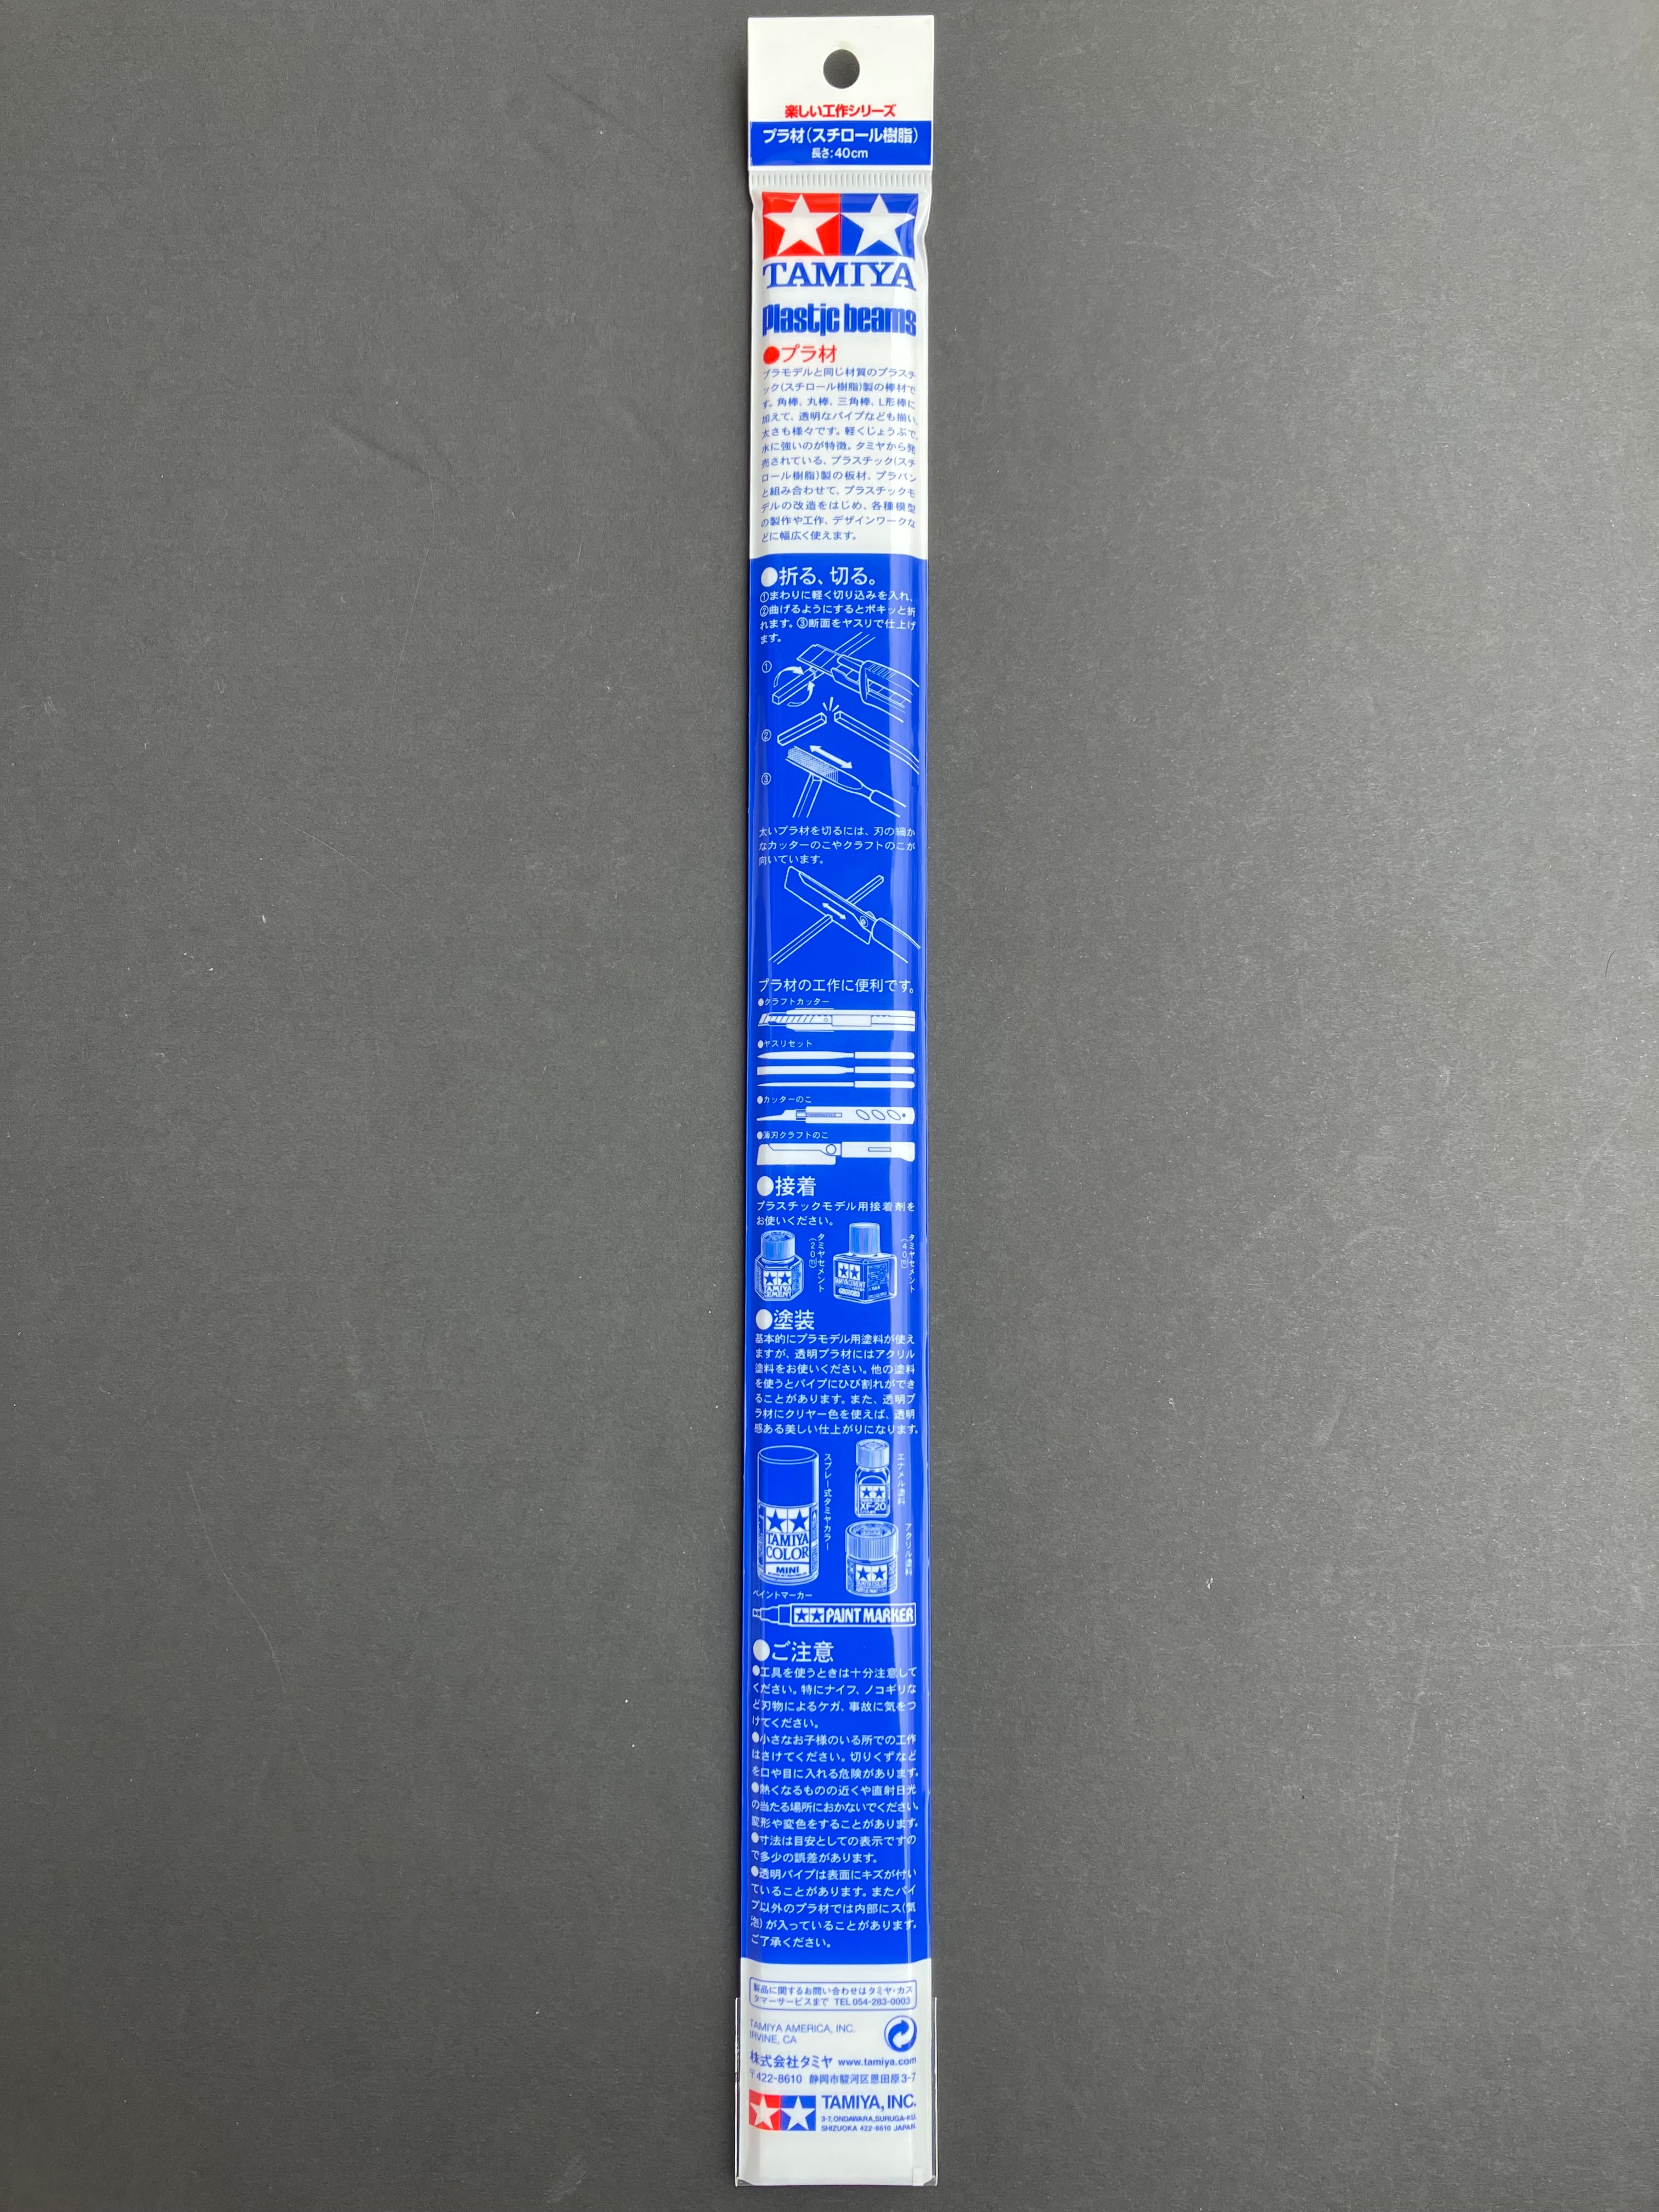 楽しい工作シリーズ
プラ材(スチロール樹脂)
長さ:40cm
TAMIYA
Plastic beams
●プラ材
プラモデルと同じ材質のプラスチ
ック(スチロール樹脂)製の棒材で
す。角棒、丸棒、三角棒、L形棒に
加えて、透明なパイプなども揃い、
太さも様々です。軽くじょうぶで、
水に強いのが特徴。タミヤから発
売されている、プラスチック(スチ
ロール樹脂)製の板材、プラバン
と組み合わせて、プラスチックモ
デルの改造をはじめ、各種模型
の製作や工作、デザインワークな
どに幅広く使えます。
●折る、切る。
①まわりに軽く切り込みを入れ、
②曲げるようにするとポキッと折
れます。③断面をヤスリで仕上げ
ます。
①
②
③
太いプラ材を切るには、刃の細か
なカッターのこやクラフトのこが
向いています。
プラ材の工作に便利です。
●クラフトカッター
●ヤスリセット
●カッターのこ
●薄刃クラフトのこ
●接着
プラスチックモデル用接着剤を
お使いください。
タミヤセメント
(20㎖)
TAMIYA
CEMENT
タミヤセメント
(40㎖)
TAMIYA CEMENT
●塗装
基本的にプラモデル用塗料が使え
ますが、透明プラ材にはアクリル
塗料をお使いください。他の塗料
を使うとパイプにひび割れができ
ることがあります。また、透明プ
ラ材にクリヤー色を使えば、透明
感ある美しい仕上がりになります。
スプレー式タミヤカラー
TAMIYA
COLOR
MINI
エナメル塗料
XF-20
アクリル塗料
ペイントマーカー
PAINT MARKER
●ご注意
●工具を使うときは十分注意して
ください。特にナイフ、ノコギリな
ど刃物によるケガ、事故に気をつ
けてください。
●小さなお子様のいる所での工作
はさけてください。切りくずなど
を口や目に入れる危険があります。
●熱くなるものの近くや直射日光
の当たる場所におかないでください。
変形や変色をすることがあります。
●寸法は目安としての表示ですの
で多少の誤差があります。
●透明パイプは表面にキズが付い
ていることがあります。またパイ
プ以外のプラ材では内部にス(気
泡)が入っていることがあります。
ご了承ください。
製品に関するお問い合わせはタミヤ・カス
タマーサービスまで TEL 054-283-0003
TAMIYA AMERICA, INC.
IRVINE, CA
株式会社タミヤ www.tamiya.com
〒422-8610 静岡市駿河区恩田原3-7
TAMIYA, INC.
3-7, ONDAWARA, SURUGA-KU,
SHIZUOKA 422-8610 JAPAN.